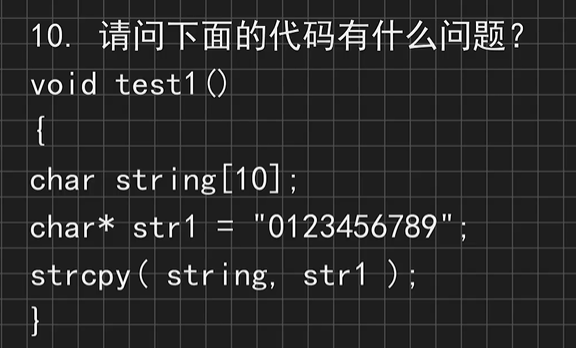 10. 请问下面的代码有什么问题?
void test1()
{
char string[10];
char* str1 = "0123456789";
strcpy( string, str1 );
}